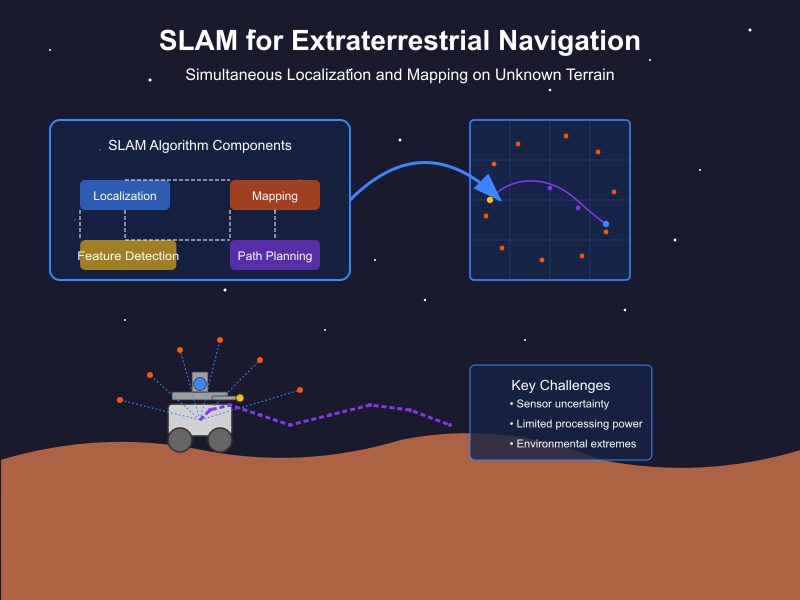 SLAM for Extraterrestrial Navigation
Simultaneous Localization and Mapping on Unknown Terrain
SLAM Algorithm Components
Localization
Mapping
Feature Detection
Path Planning
Key Challenges
• Sensor uncertainty
• Limited processing power
• Environmental extremes